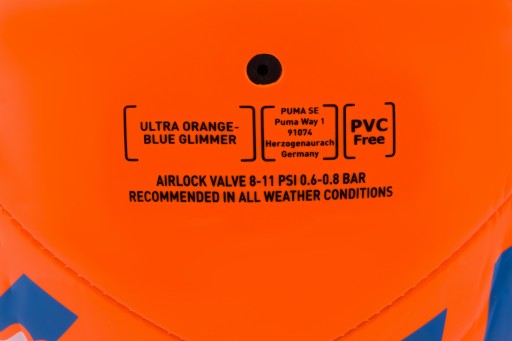 ULTRA ORANGE-
BLUE GLIMMER
PUMA SE
Puma Way 1
91074
Herzogenaurach
Germany
PVC
Free
AIRLOCK VALVE 8-11 PSI 0.6-0.8 BAR
RECOMMENDED IN ALL WEATHER CONDITIONS